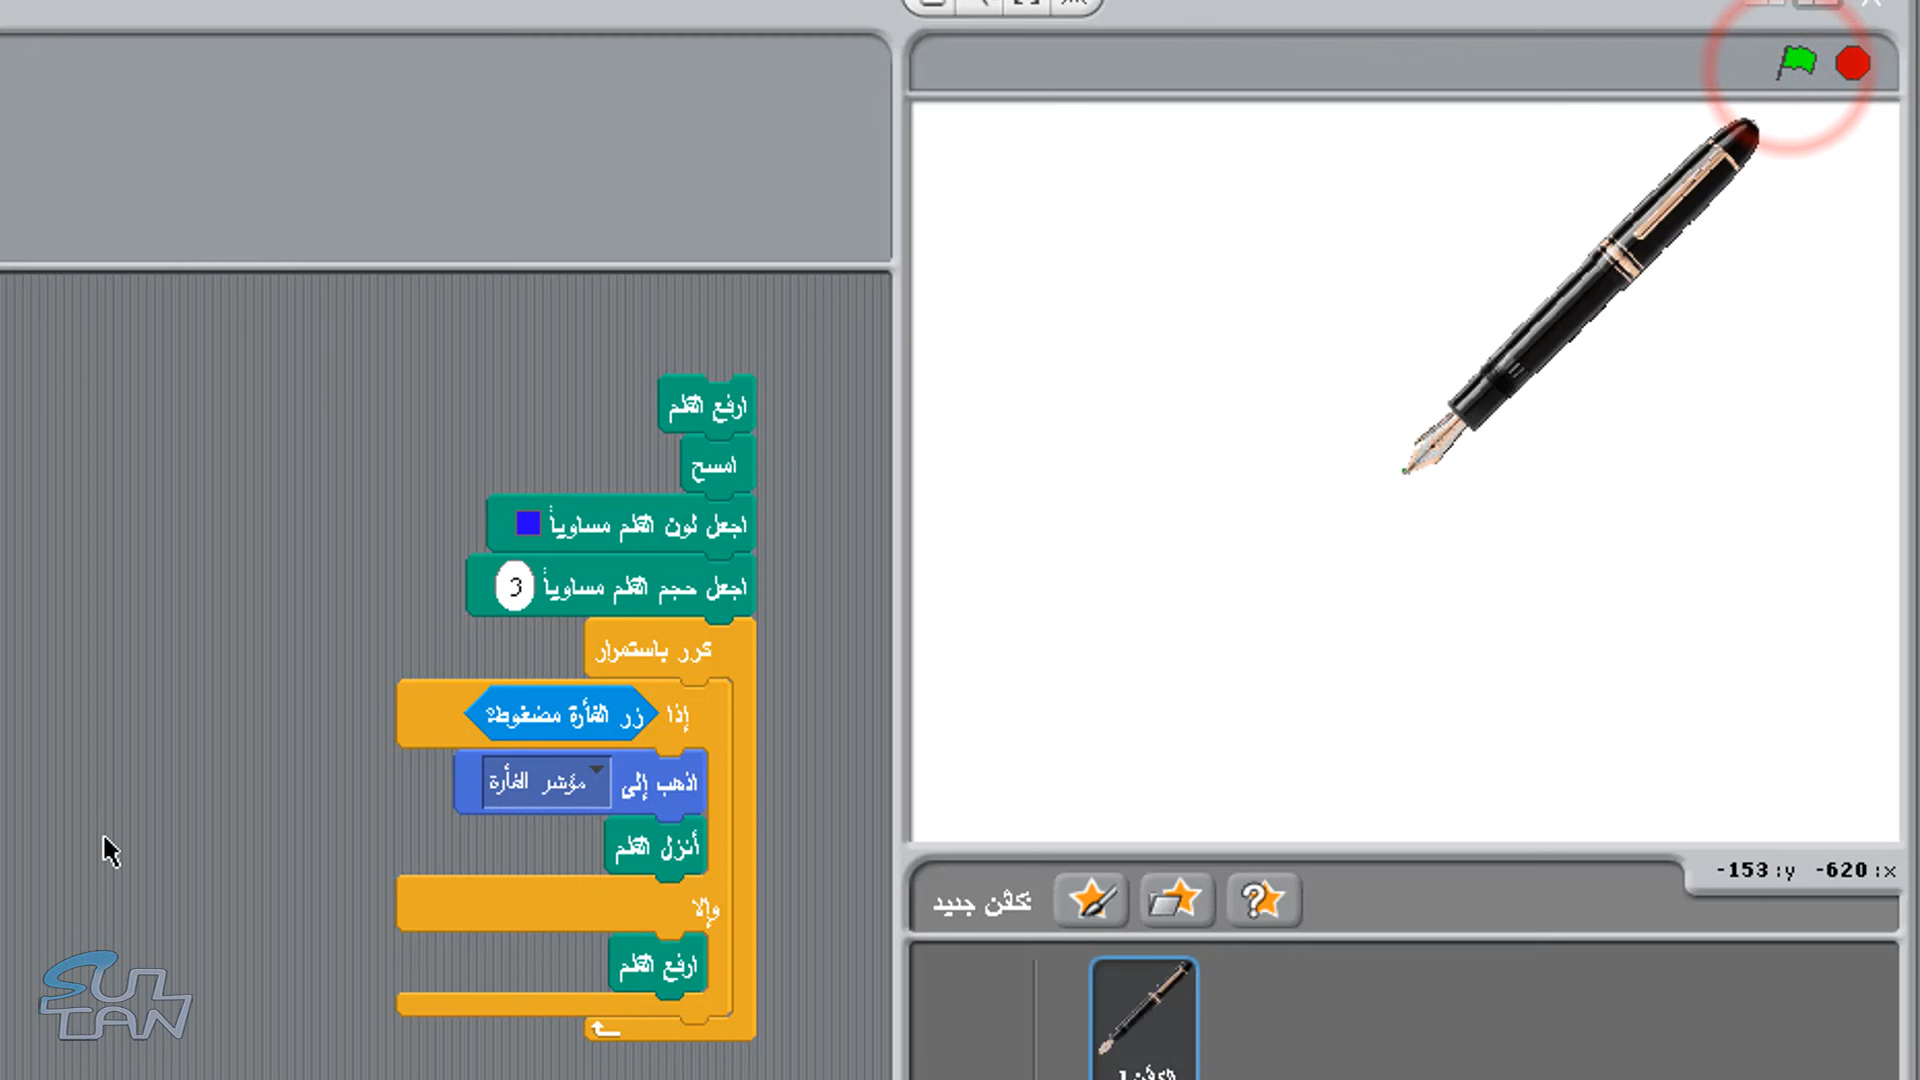 ارفع القلم
امسح
اجعل لون القلم مساوياً
اجعل حجم القلم مساوياً 3
كرر باستمرار
إذا زر الفأرة مضغوط؟
اذهب إلى مؤشر الفأرة
أنزل القلم
وإلا
ارفع القلم
x: -620 y: -153
كائن جديد
الكائن1
SULTAN